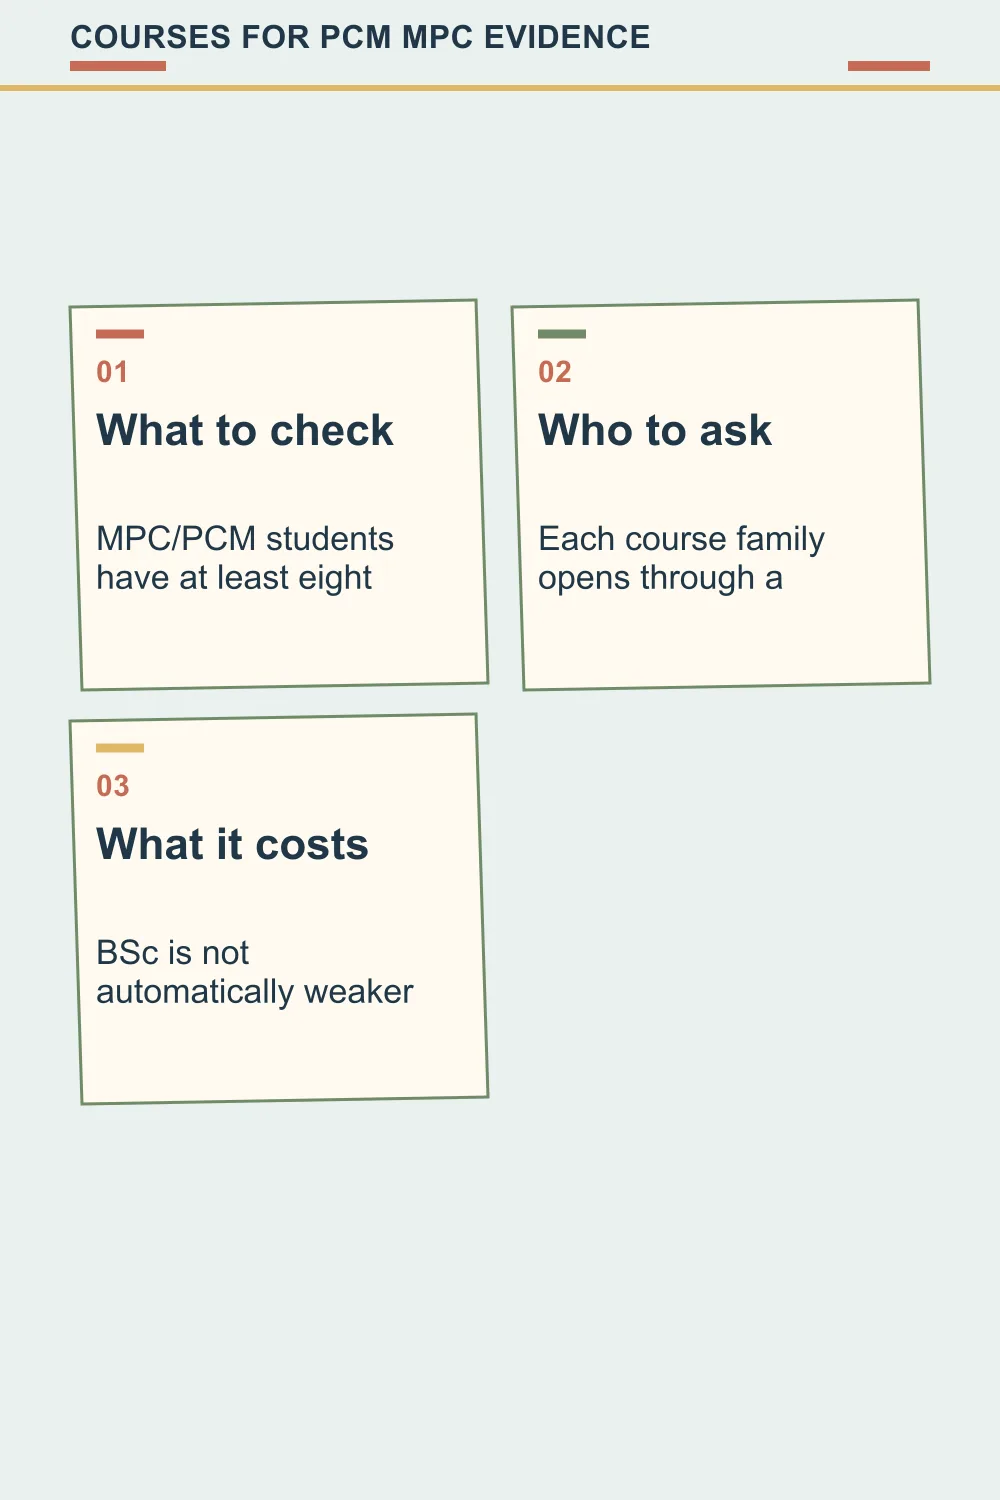 COURSES FOR PCM MPC EVIDENCE
01
What to check
MPC/PCM students
have at least eight
02
Who to ask
Each course family
opens through a
03
What it costs
BSc is not
automatically weaker